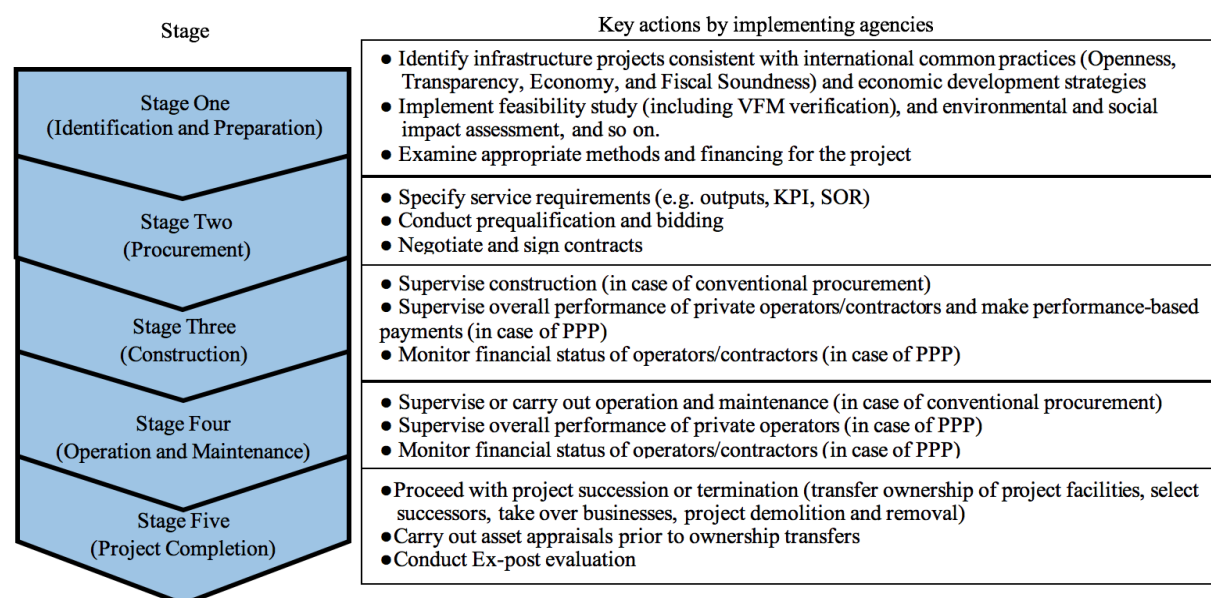 Stage
Key actions by implementing agencies
Stage One
(Identification and Preparation)
● Identify infrastructure projects consistent with international common practices (Openness,
Transparency, Economy, and Fiscal Soundness) and economic development strategies
● Implement feasibility study (including VFM verification), and environmental and social
impact assessment, and so on.
● Examine appropriate methods and financing for the project
Stage Two
(Procurement)
● Specify service requirements (e.g. outputs, KPI, SOR)
● Conduct prequalification and bidding
● Negotiate and sign contracts
Stage Three
(Construction)
● Supervise construction (in case of conventional procurement)
● Supervise overall performance of private operators/contractors and make performance-based
payments (in case of PPP)
● Monitor financial status of operators/contractors (in case of PPP)
Stage Four
(Operation and Maintenance)
● Supervise or carry out operation and maintenance (in case of conventional procurement)
● Supervise overall performance of private operators (in case of PPP)
● Monitor financial status of operators/contractors (in case of PPP)
Stage Five
(Project Completion)
●Proceed with project succession or termination (transfer ownership of project facilities, select
successors, take over businesses, project demolition and removal)
●Carry out asset appraisals prior to ownership transfers
●Conduct Ex-post evaluation